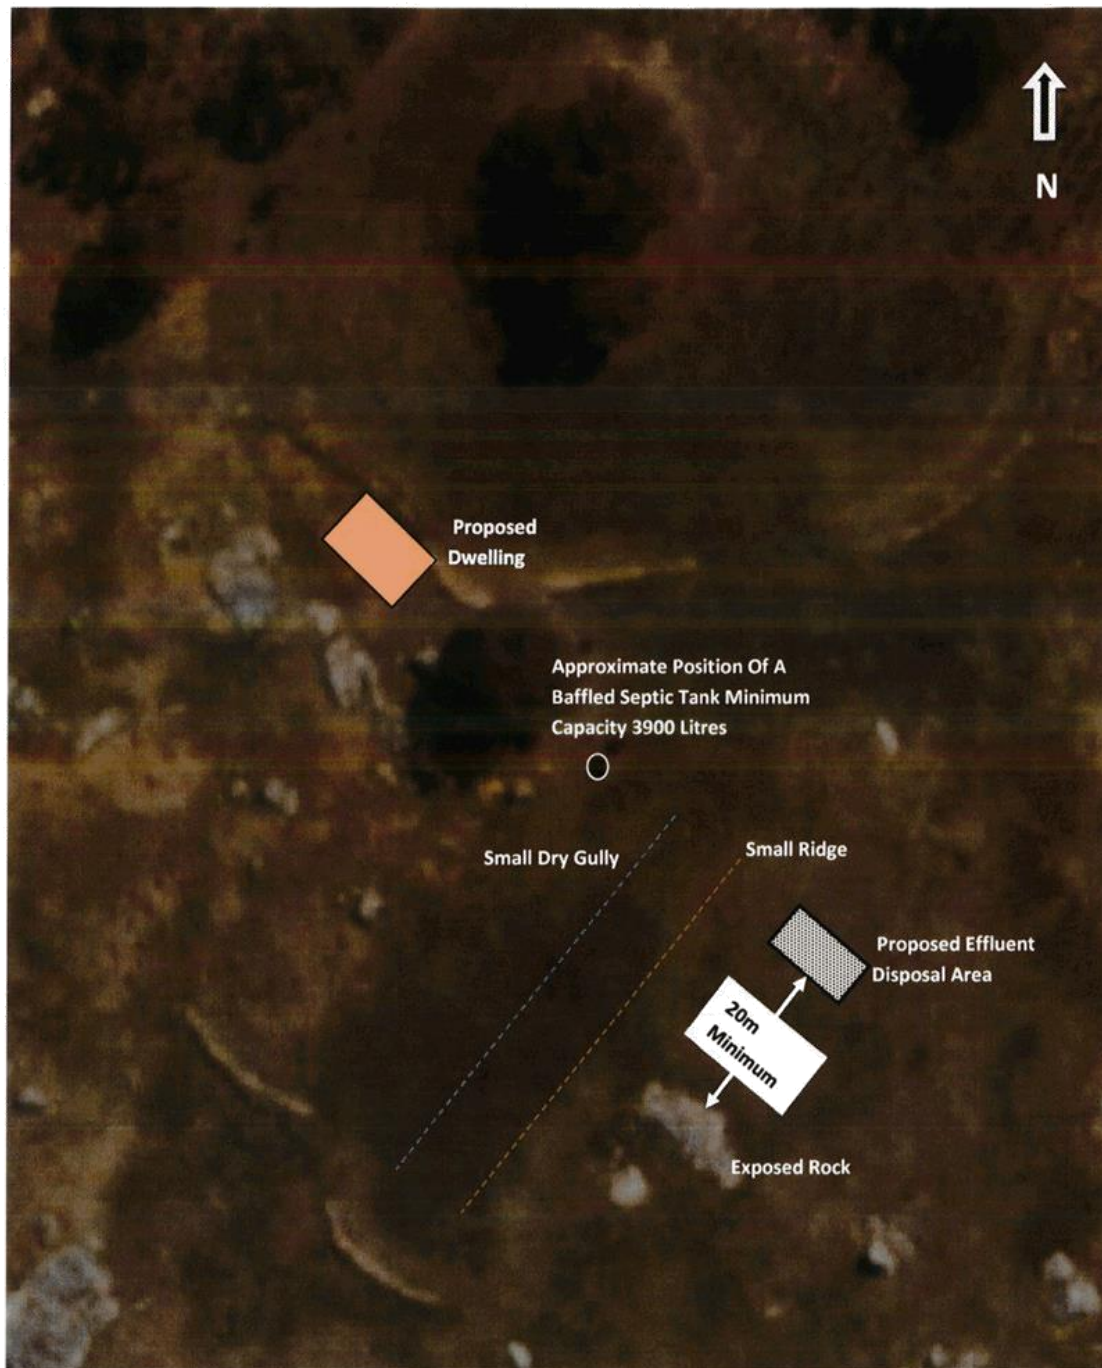 N
Proposed
Dwelling
Approximate Position Of A
Baffled Septic Tank Minimum
Capacity 3900 Litres
Small Dry Gully
Small Ridge
Proposed Effluent
Disposal Area
20m
Minimum
Exposed Rock